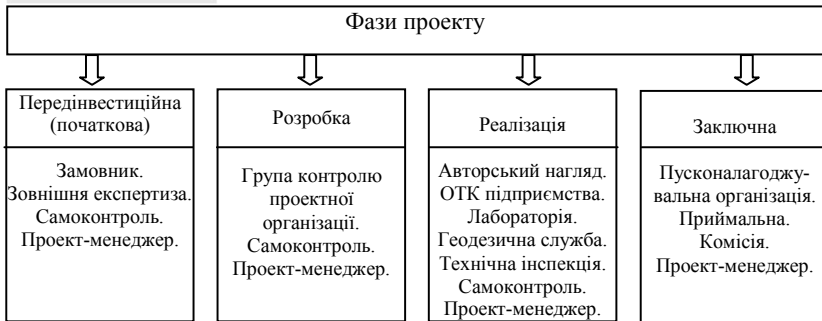 Фази проекту
Передінвестиційна
(початкова)
Замовник.
Зовнішня експертиза.
Самоконтроль.
Проект-менеджер.
Розробка
Група контролю
проектної
організації.
Самоконтроль.
Проект-менеджер.
Реалізація
Авторський нагляд.
ОТК підприємства.
Лабораторія.
Геодезична служба.
Технічна інспекція.
Самоконтроль.
Проект-менеджер.
Заключна
Пусконалагоджу-
вальна організація.
Приймальна.
Комісія.
Проект-менеджер.